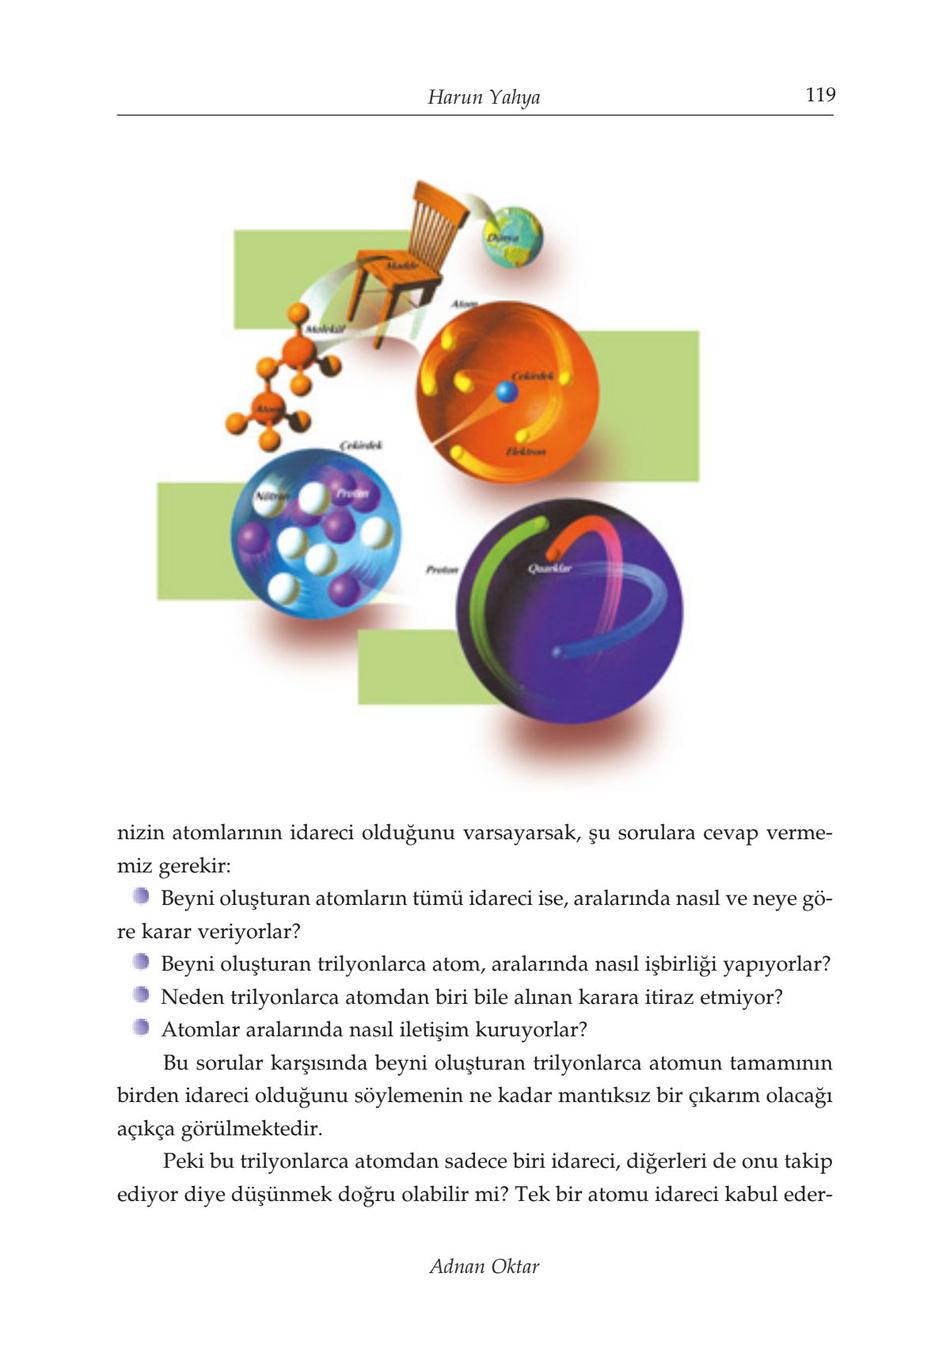 Harun Yahya
119
Dünya
Madde
Atom
Molekül
Çekirdek
Atom
Elektron
Çekirdek
Nötron
Proton
Proton
Quarklar
nizin atomlarının idareci olduğunu varsayarsak, şu sorulara cevap verme-
miz gerekir:
Beyni oluşturan atomların tümü idareci ise, aralarında nasıl ve neye gö-
re karar veriyorlar?
Beyni oluşturan trilyonlarca atom, aralarında nasıl işbirliği yapıyorlar?
Neden trilyonlarca atomdan biri bile alınan karara itiraz etmiyor?
Atomlar aralarında nasıl iletişim kuruyorlar?
Bu sorular karşısında beyni oluşturan trilyonlarca atomun tamamının
birden idareci olduğunu söylemenin ne kadar mantıksız bir çıkarım olacağı
açıkça görülmektedir.
Peki bu trilyonlarca atomdan sadece biri idareci, diğerleri de onu takip
ediyor diye düşünmek doğru olabilir mi? Tek bir atomu idareci kabul eder-
Adnan Oktar